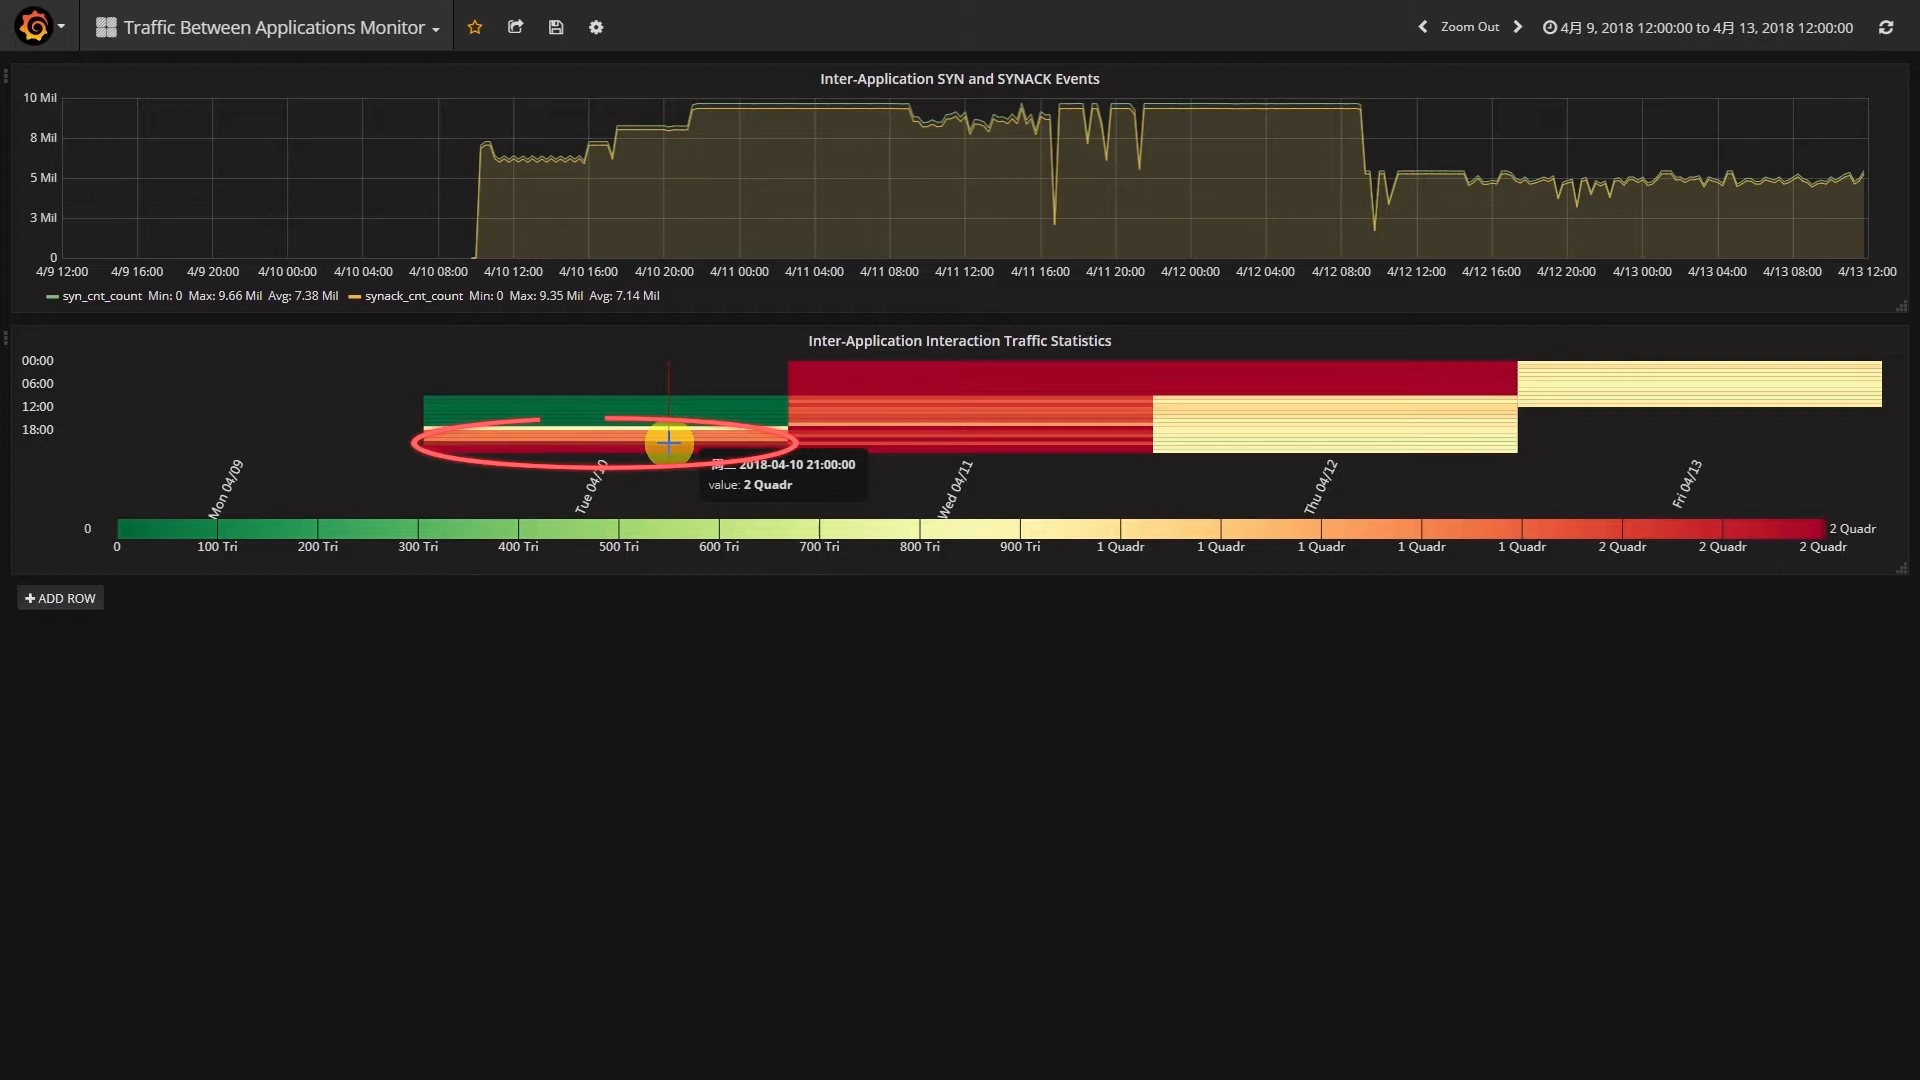 Traffic Between Applications Monitor
Zoom Out
4月 9, 2018 12:00:00 to 4月 13, 2018 12:00:00
Inter-Application SYN and SYNACK Events
10 Mil
8 Mil
5 Mil
3 Mil
0
4/9 12:00 4/9 16:00 4/9 20:00 4/10 00:00 4/10 04:00 4/10 08:00 4/10 12:00 4/10 16:00 4/10 20:00 4/11 00:00 4/11 04:00 4/11 08:00 4/11 12:00 4/11 16:00 4/11 20:00 4/12 00:00 4/12 04:00 4/12 08:00 4/12 12:00 4/12 16:00 4/12 20:00 4/13 00:00 4/13 04:00 4/13 08:00 4/13 12:00
syn_cnt_count Min: 0 Max: 9.66 Mil Avg: 7.38 Mil synack_cnt_count Min: 0 Max: 9.35 Mil Avg: 7.14 Mil
Inter-Application Interaction Traffic Statistics
00:00
06:00
12:00
18:00
周二 2018-04-10 21:00:00
value: 2 Quadr
Mon 04/09
Tue 04/10
Wed 04/11
Thu 04/12
Fri 04/13
0 2 Quadr
0 100 Tri 200 Tri 300 Tri 400 Tri 500 Tri 600 Tri 700 Tri 800 Tri 900 Tri 1 Quadr 1 Quadr 1 Quadr 1 Quadr 1 Quadr 2 Quadr 2 Quadr 2 Quadr
ADD ROW